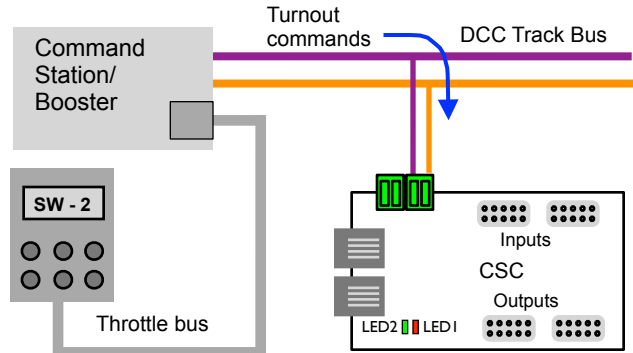 Turnout
commands
DCC Track Bus
Command
Station/
Booster
SW - 2
Throttle bus
Inputs
CSC
Outputs
LED2 LED1